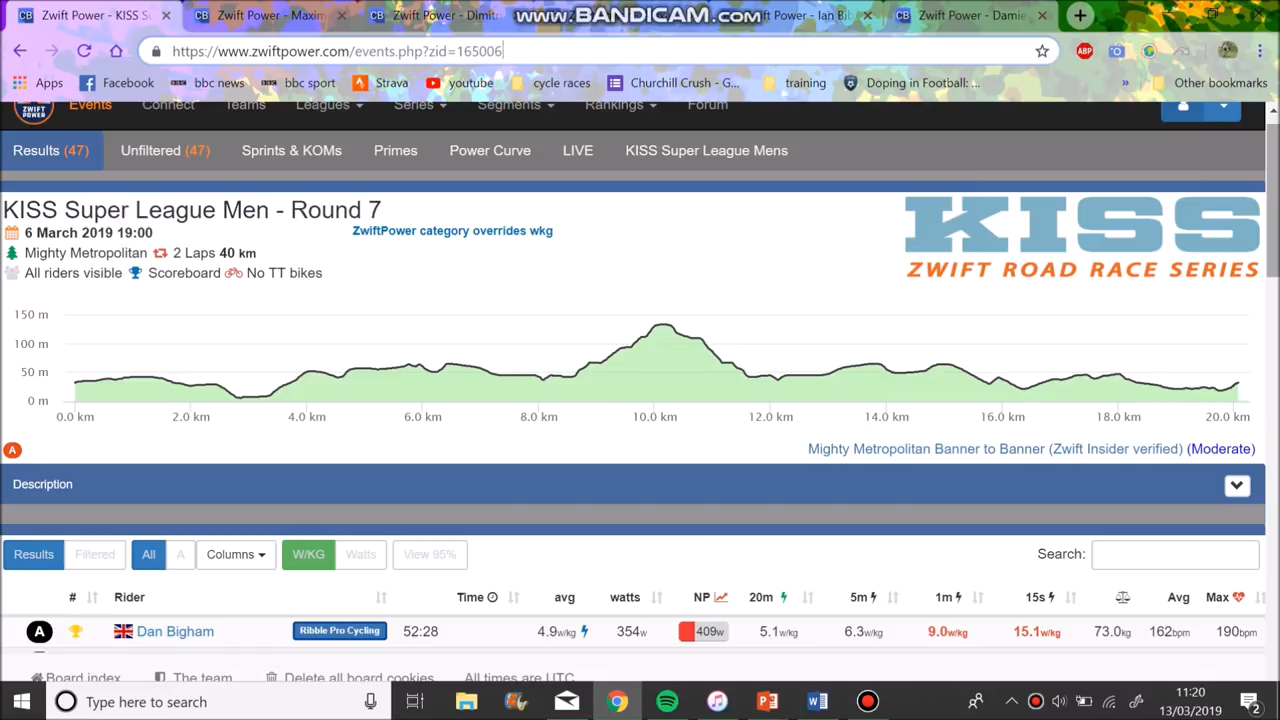 Zwift Power - KISS S
Zwift Power - Maxim
Zwift Power - Dimitr
www.BANDICAM.com
Power - Ian Bib
Zwift Power - Damie
https://www.zwiftpower.com/events.php?zid=165006
Apps Facebook bbc news bbc sport Strava youtube cycle races Churchill Crush - G... training Doping in Football: ... » Other bookmarks
ZWIFT POWER Events Connect Teams Leagues Series Segments Rankings Forum
Results (47) Unfiltered (47) Sprints & KOMs Primes Power Curve LIVE KISS Super League Mens
KISS Super League Men - Round 7
6 March 2019 19:00 ZwiftPower category overrides wkg
Mighty Metropolitan 2 Laps 40 km
All riders visible Scoreboard No TT bikes
KISS
ZWIFT ROAD RACE SERIES
150 m
100 m
50 m
0 m
0.0 km 2.0 km 4.0 km 6.0 km 8.0 km 10.0 km 12.0 km 14.0 km 16.0 km 18.0 km 20.0 km
A Mighty Metropolitan Banner to Banner (Zwift Insider verified) (Moderate)
Description
Results Filtered All A Columns W/KG Watts View 95% Search:
# Rider Time avg watts NP 20m 5m 1m 15s Avg Max
A Dan Bigham Ribble Pro Cycling 52:28 4.9w/kg 354w 409w 5.1w/kg 6.3w/kg 9.0w/kg 15.1w/kg 73.0kg 162bpm 190bpm
Board index The team Delete all board cookies All times are UTC
Type here to search
11:20
13/03/2019
2